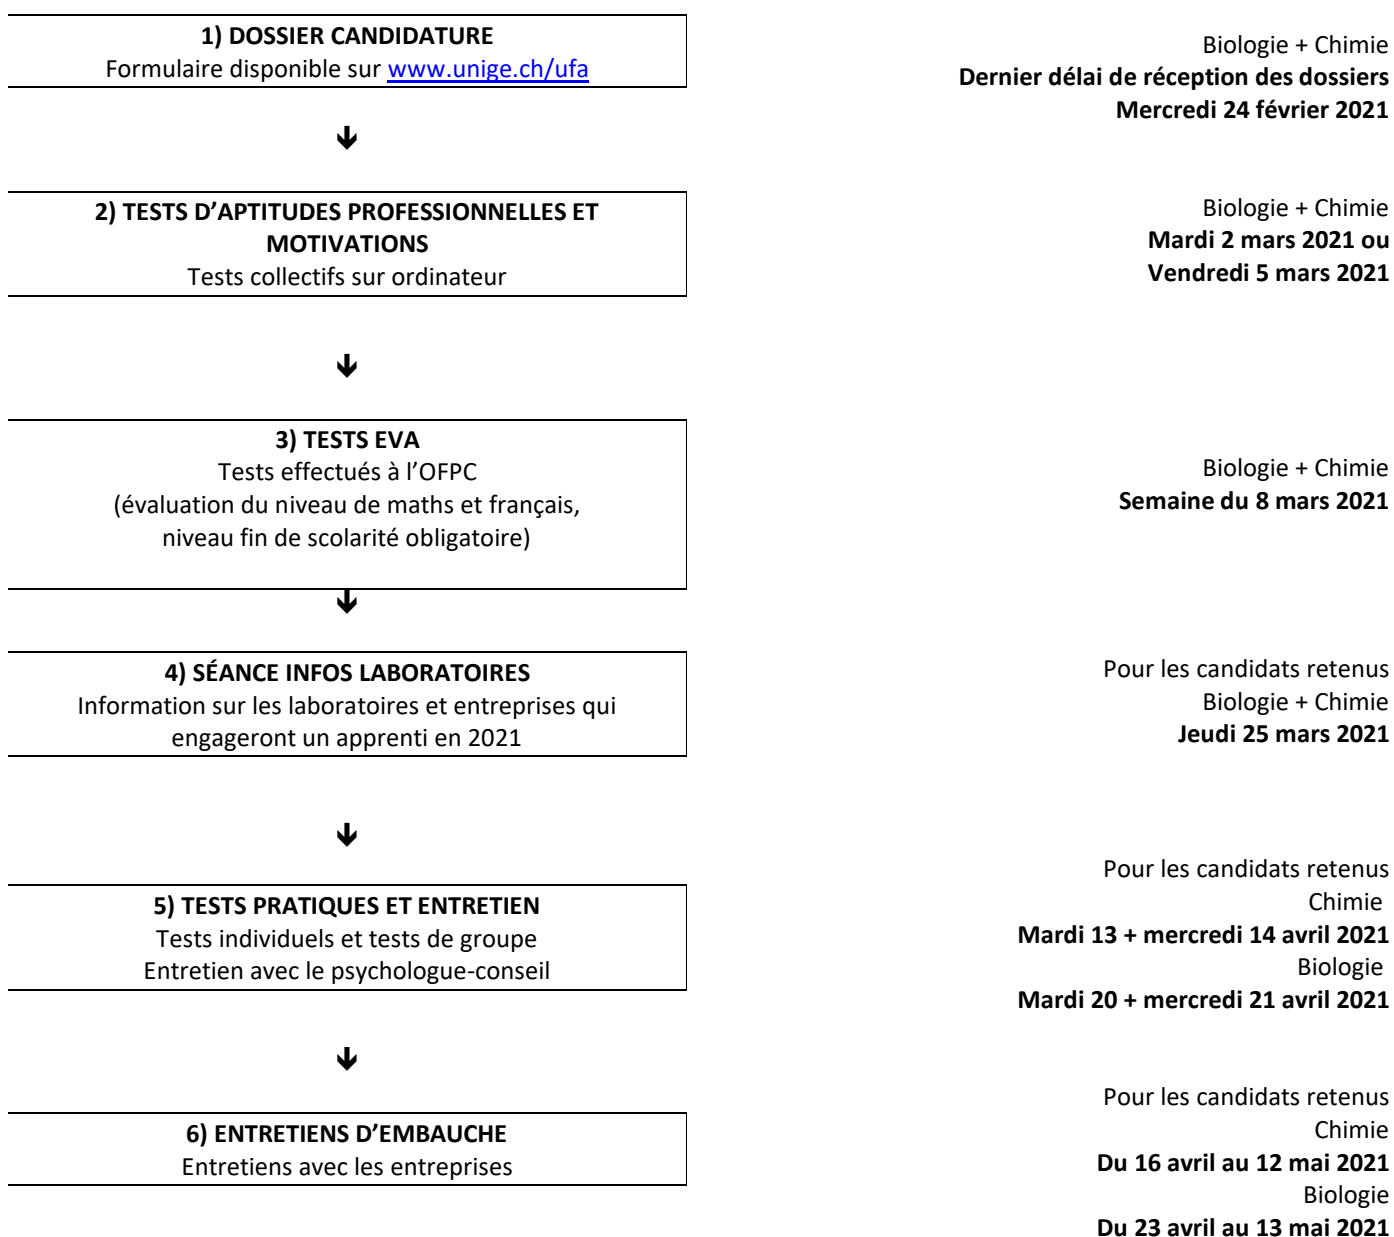 1) DOSSIER CANDIDATURE
Formulaire disponible sur www.unige.ch/ufa
Biologie + Chimie
Dernier délai de réception des dossiers
Mercredi 24 février 2021
2) TESTS D’APTITUDES PROFESSIONNELLES ET
MOTIVATIONS
Tests collectifs sur ordinateur
Biologie + Chimie
Mardi 2 mars 2021 ou
Vendredi 5 mars 2021
3) TESTS EVA
Tests effectués à l’OFPC
(évaluation du niveau de maths et français,
niveau fin de scolarité obligatoire)
Biologie + Chimie
Semaine du 8 mars 2021
4) SÉANCE INFOS LABORATOIRES
Information sur les laboratoires et entreprises qui
engageront un apprenti en 2021
Pour les candidats retenus
Biologie + Chimie
Jeudi 25 mars 2021
5) TESTS PRATIQUES ET ENTRETIEN
Tests individuels et tests de groupe
Entretien avec le psychologue-conseil
Pour les candidats retenus
Chimie
Mardi 13 + mercredi 14 avril 2021
Biologie
Mardi 20 + mercredi 21 avril 2021
6) ENTRETIENS D’EMBAUCHE
Entretiens avec les entreprises
Pour les candidats retenus
Chimie
Du 16 avril au 12 mai 2021
Biologie
Du 23 avril au 13 mai 2021